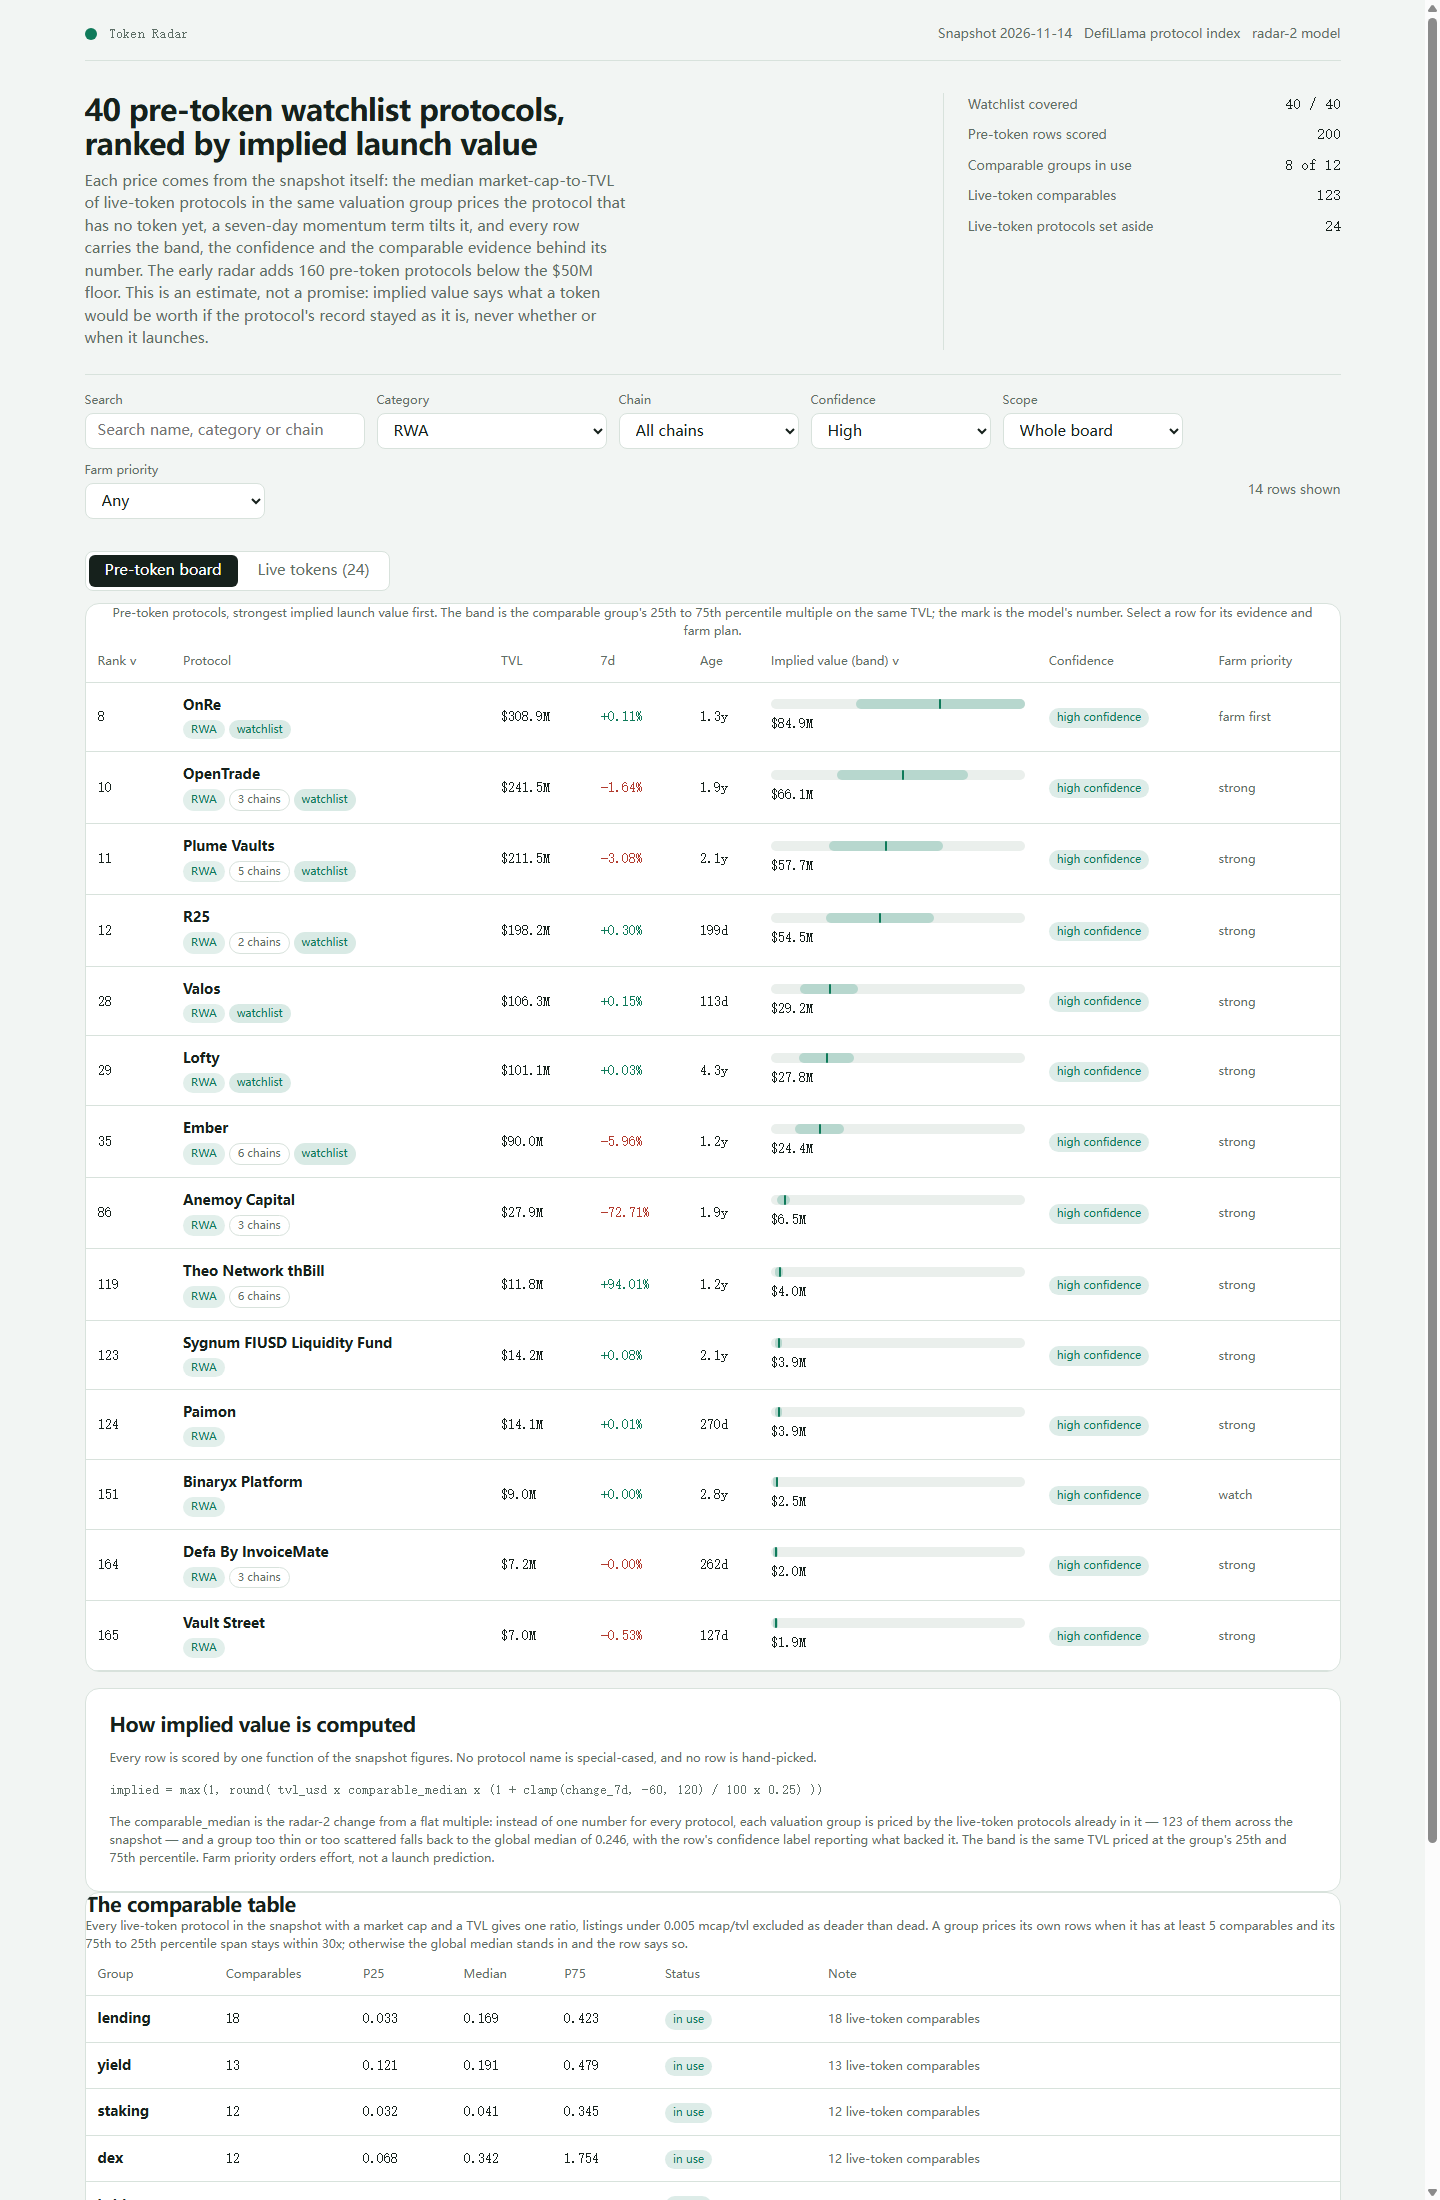 Token Radar
Snapshot 2026-11-14 DefiLlama protocol index radar-2 model
40 pre-token watchlist protocols,
ranked by implied launch value
Each price comes from the snapshot itself: the median market-cap-to-TVL
of live-token protocols in the same valuation group prices the protocol that
has no token yet, a seven-day momentum term tilts it, and every row
carries the band, the confidence and the comparable evidence behind its
number. The early radar adds 160 pre-token protocols below the $50M
floor. This is an estimate, not a promise: implied value says what a token
would be worth if the protocol's record stayed as it is, never whether or
when it launches.
Watchlist covered 40 / 40
Pre-token rows scored 200
Comparable groups in use 8 of 12
Live-token comparables 123
Live-token protocols set aside 24
Search Category Chain Confidence Scope
Search name, category or chain RWA All chains High Whole board
Farm priority
Any
14 rows shown
Pre-token board Live tokens (24)
Pre-token protocols, strongest implied launch value first. The band is the comparable group's 25th to 75th percentile multiple on the same TVL; the mark is the model's number. Select a row for its evidence and
farm plan.
Rank v Protocol TVL 7d Age Implied value (band) v Confidence Farm priority
OnRe
8 RWA watchlist $308.9M +0.11% 1.3y $84.9M high confidence farm first
OpenTrade
10 RWA 3 chains watchlist $241.5M −1.64% 1.9y $66.1M high confidence strong
Plume Vaults
11 RWA 5 chains watchlist $211.5M −3.08% 2.1y $57.7M high confidence strong
R25
12 RWA 2 chains watchlist $198.2M +0.30% 199d $54.5M high confidence strong
Valos
28 RWA watchlist $106.3M +0.15% 113d $29.2M high confidence strong
Lofty
29 RWA watchlist $101.1M +0.03% 4.3y $27.8M high confidence strong
Ember
35 RWA 6 chains watchlist $90.0M −5.96% 1.2y $24.4M high confidence strong
Anemoy Capital
86 RWA 3 chains $27.9M −72.71% 1.9y $6.5M high confidence strong
Theo Network thBill
119 RWA 6 chains $11.8M +94.01% 1.2y $4.0M high confidence strong
Sygnum FIUSD Liquidity Fund
123 RWA $14.2M +0.08% 2.1y $3.9M high confidence strong
Paimon
124 RWA $14.1M +0.01% 270d $3.9M high confidence strong
Binaryx Platform
151 RWA $9.0M +0.00% 2.8y $2.5M high confidence watch
Defa By InvoiceMate
164 RWA 3 chains $7.2M −0.00% 262d $2.0M high confidence strong
Vault Street
165 RWA $7.0M −0.53% 127d $1.9M high confidence strong
How implied value is computed
Every row is scored by one function of the snapshot figures. No protocol name is special-cased, and no row is hand-picked.
implied = max(1, round( tvl_usd x comparable_median x (1 + clamp(change_7d, -60, 120) / 100 x 0.25) ))
The comparable_median is the radar-2 change from a flat multiple: instead of one number for every protocol, each valuation group is priced by the live-token protocols already in it — 123 of them across the
snapshot — and a group too thin or too scattered falls back to the global median of 0.246, with the row's confidence label reporting what backed it. The band is the same TVL priced at the group's 25th and
75th percentile. Farm priority orders effort, not a launch prediction.
The comparable table
Every live-token protocol in the snapshot with a market cap and a TVL gives one ratio, listings under 0.005 mcap/tvl excluded as deader than dead. A group prices its own rows when it has at least 5 comparables and its
75th to 25th percentile span stays within 30x; otherwise the global median stands in and the row says so.
Group Comparables P25 Median P75 Status Note
lending 18 0.033 0.169 0.423 in use 18 live-token comparables
yield 13 0.121 0.191 0.479 in use 13 live-token comparables
staking 12 0.032 0.041 0.345 in use 12 live-token comparables
dex 12 0.068 0.342 1.754 in use 12 live-token comparables